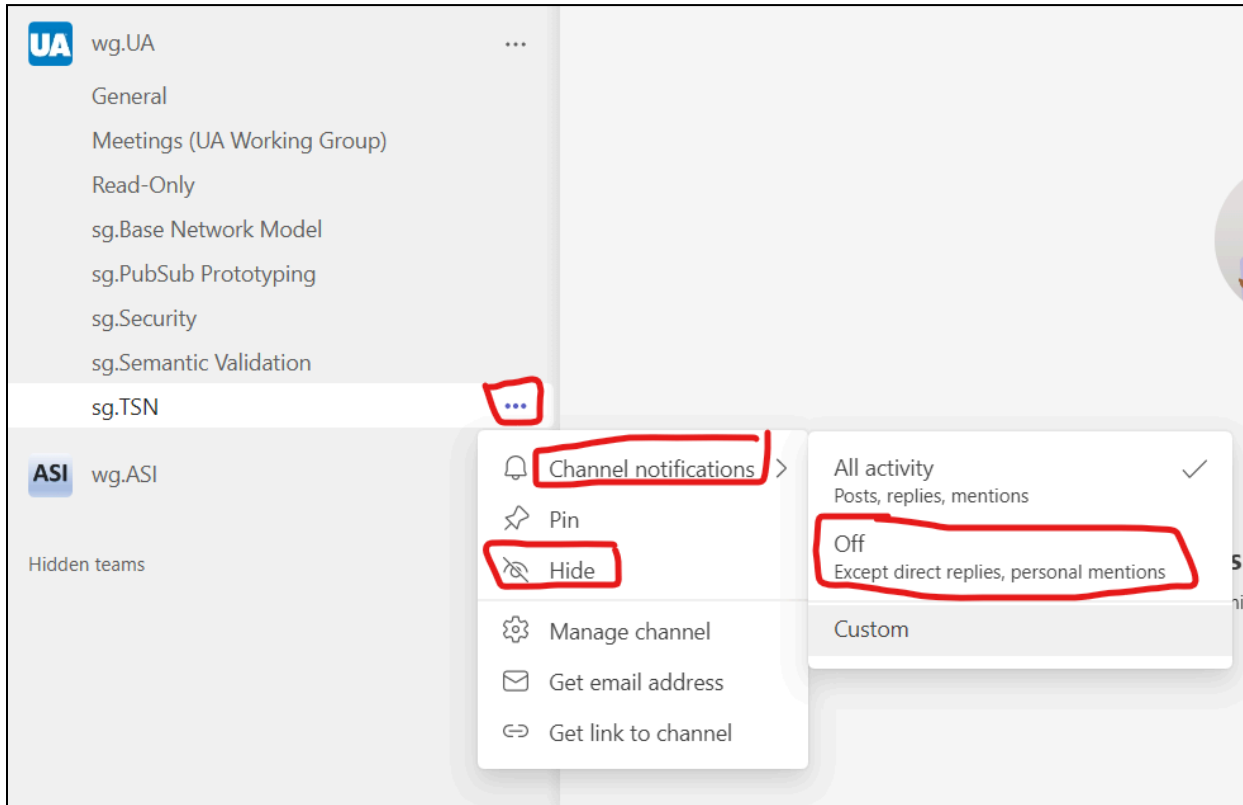 UA wg.UA ...
General
Meetings (UA Working Group)
Read-Only
sg.Base Network Model
sg.PubSub Prototyping
sg.Security
sg.Semantic Validation
sg.TSN ...
ASI wg.ASI
Hidden teams
Channel notifications
Pin
Hide
Manage channel
Get email address
Get link to channel
All activity
Posts, replies, mentions
Off
Except direct replies, personal mentions
Custom